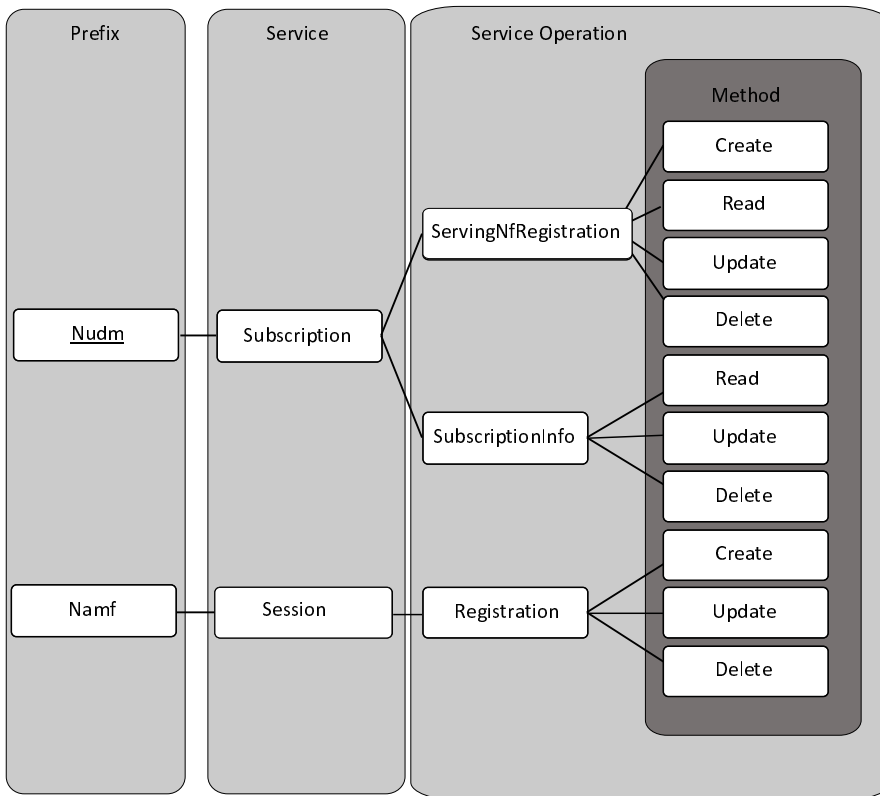 Prefix
Service
Service Operation
Method
Create
Read
ServingNfRegistration
Update
Delete
Nudm
Subscription
Read
SubscriptionInfo
Update
Delete
Create
Namf
Session
Registration
Update
Delete